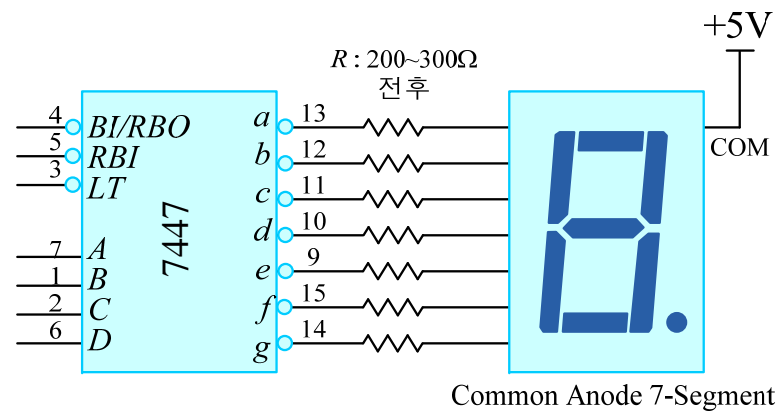 +5V
R : 200~300Ω
전후
COM
4 BI/RBO
5 RBI
3 LT
7 A
1 B
2 C
6 D
7447
a 13
b 12
c 11
d 10
e 9
f 15
g 14
Common Anode 7-Segment